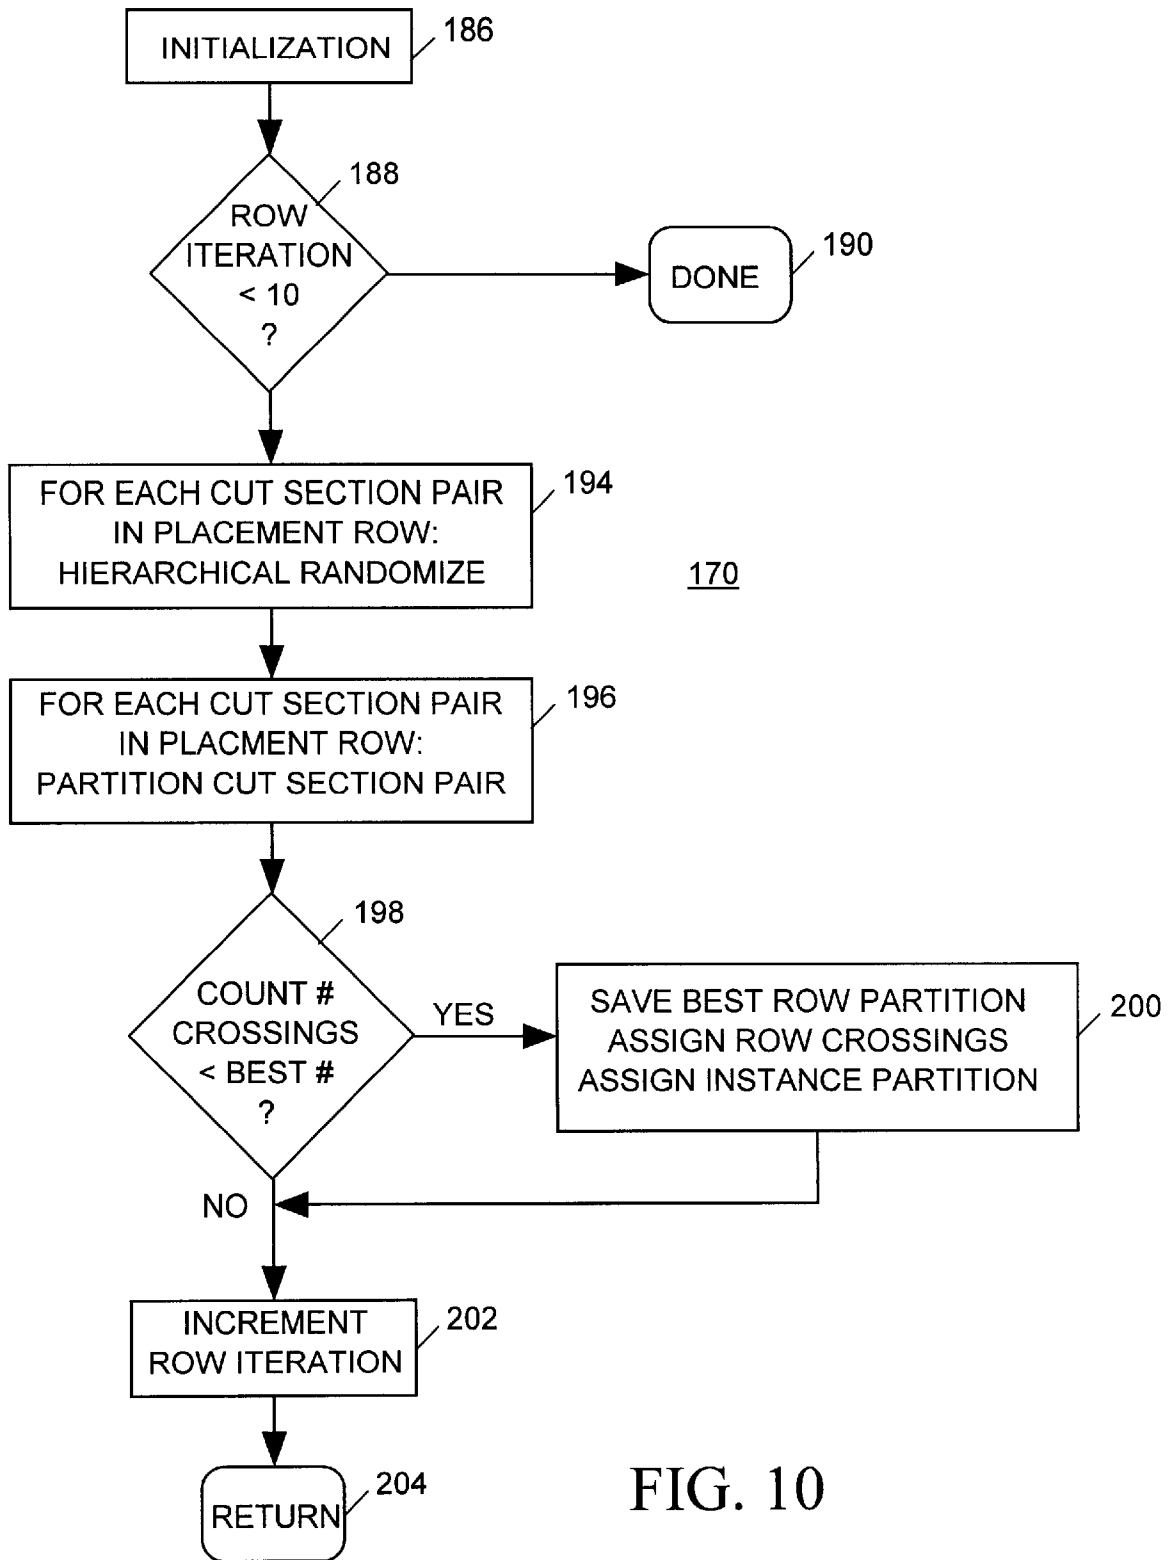 INITIALIZATION
186
188
ROW
ITERATION
< 10
?
DONE
190
FOR EACH CUT SECTION PAIR
IN PLACEMENT ROW:
HIERARCHICAL RANDOMIZE
194
170
FOR EACH CUT SECTION PAIR
IN PLACMENT ROW:
PARTITION CUT SECTION PAIR
196
198
COUNT #
CROSSINGS
< BEST #
?
YES
SAVE BEST ROW PARTITION
ASSIGN ROW CROSSINGS
ASSIGN INSTANCE PARTITION
200
NO
INCREMENT
ROW ITERATION
202
RETURN
204
FIG. 10